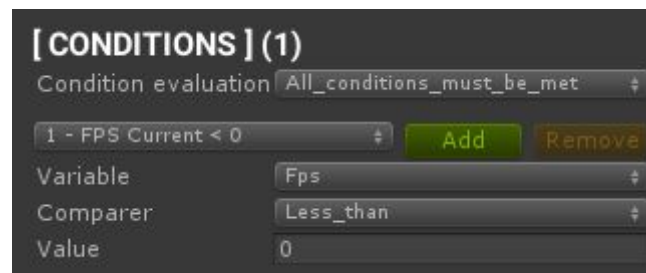 [ CONDITIONS ] (1)
Condition evaluation All_conditions_must_be_met
1 - FPS Current < 0 Add Remove
Variable Fps
Comparer Less_than
Value 0